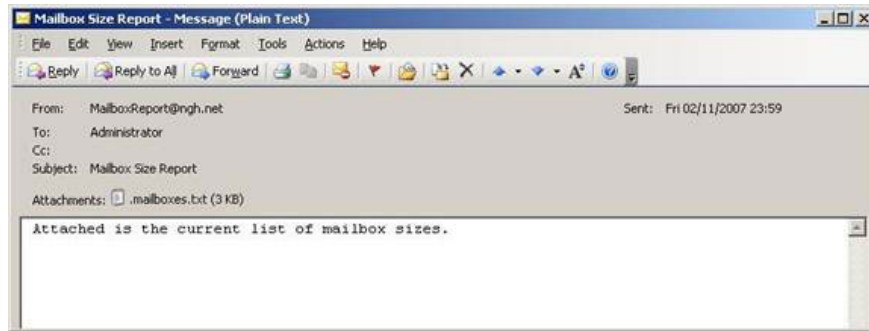 Mailbox Size Report - Message (Plain Text)
File Edit View Insert Format Tools Actions Help
Reply Reply to All Forward
From: MailboxReport@ngh.net Sent: Fri 02/11/2007 23:59
To: Administrator
Cc:
Subject: Mailbox Size Report
Attachments: .mailboxes.txt (3 KB)
Attached is the current list of mailbox sizes.